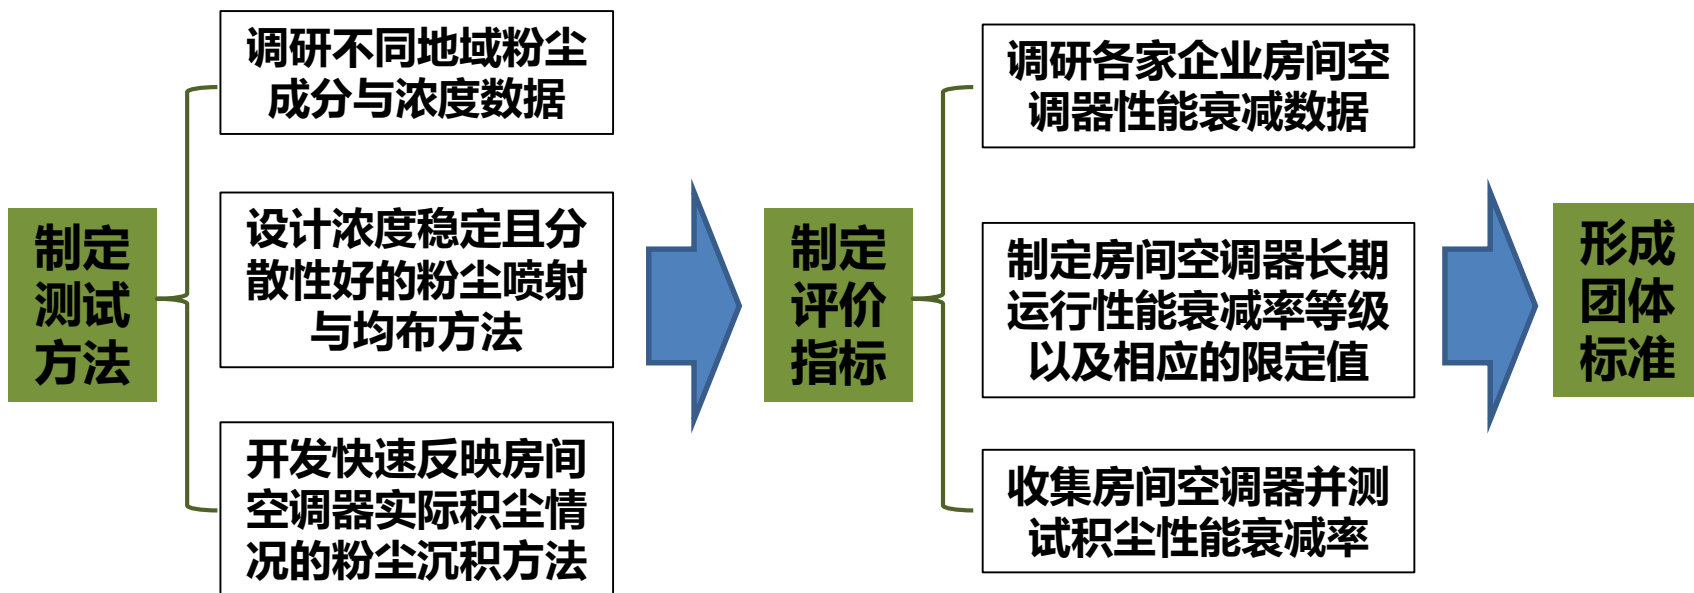 制定
测试
方法
调研不同地域粉尘
成分与浓度数据
设计浓度稳定且分
散性好的粉尘喷射
与均布方法
开发快速反映房间
空调器实际积尘情
况的粉尘沉积方法
制定
评价
指标
调研各家企业房间空
调器性能衰减数据
制定房间空调器长期
运行性能衰减率等级
以及相应的限定值
收集房间空调器并测
试积尘性能衰减率
形成
团体
标准